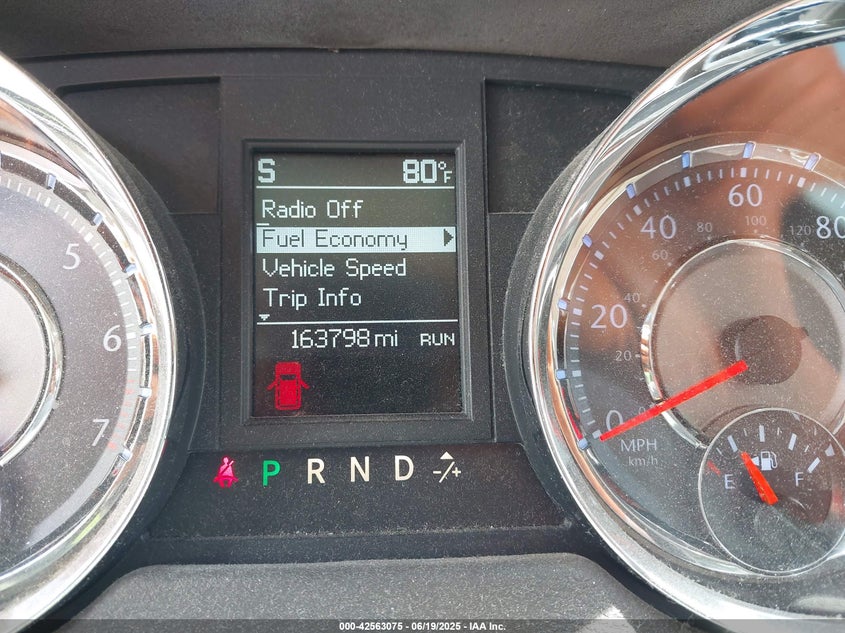 S 80°F
Radio Off
Fuel Economy
Vehicle Speed
Trip Info
163798 mi RUN
P R N D -/+
5
6
7
0 20 40 60 80
20 40 60 80 100 120
MPH
km/h
E F
000-42563075 - 06/19/2025 - IAA Inc.